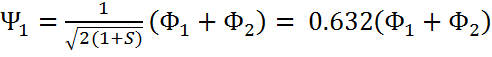 Ψ₁ = 1/√(2(1+S)) (Φ₁ + Φ₂) = 0.632(Φ₁ + Φ₂)